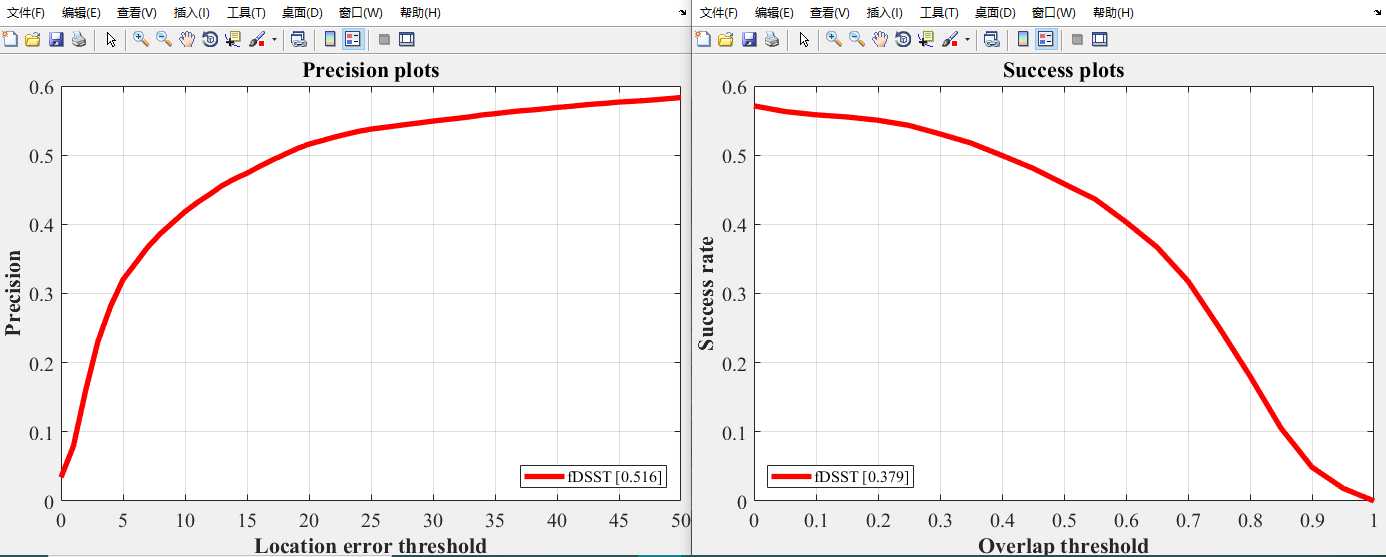 文件(F) 编辑(E) 查看(V) 插入(I) 工具(T) 桌面(D) 窗口(W) 帮助(H)
Precision plots
0.6
0.5
0.4
0.3
0.2
0.1
0
Precision
fDSST [0.516]
0 5 10 15 20 25 30 35 40 45 50
Location error threshold
文件(F) 编辑(E) 查看(V) 插入(I) 工具(T) 桌面(D) 窗口(W) 帮助(H)
Success plots
0.6
0.5
0.4
0.3
0.2
0.1
0
Success rate
fDSST [0.379]
0 0.1 0.2 0.3 0.4 0.5 0.6 0.7 0.8 0.9 1
Overlap threshold